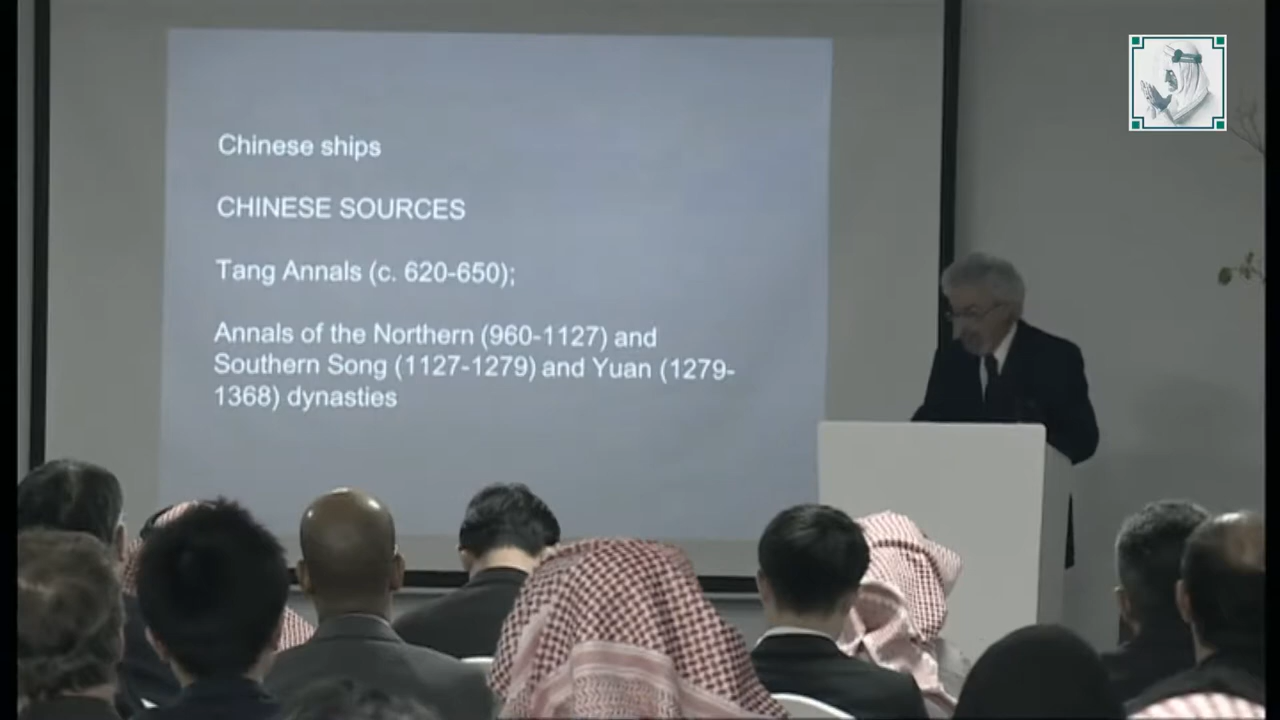 Chinese ships
CHINESE SOURCES
Tang Annals (c. 620-650);
Annals of the Northern (960-1127) and
Southern Song (1127-1279) and Yuan (1279-
1368) dynasties